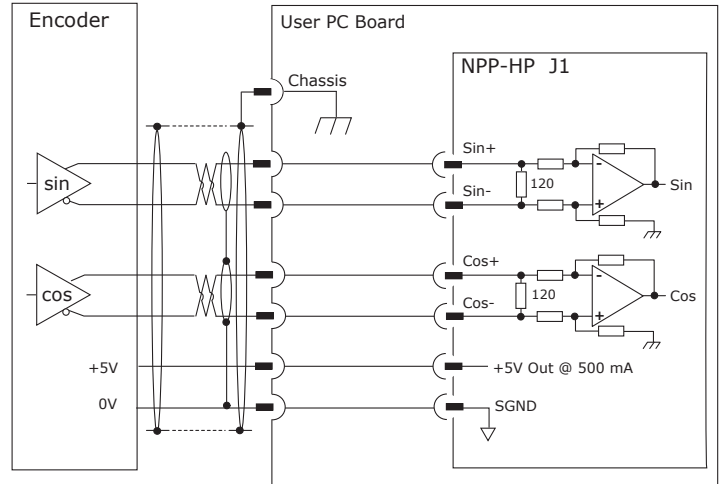 Encoder
User PC Board
NPP-HP J1
Chassis
Sin+
sin
120
-
+
Sin
Sin-
Cos+
cos
120
-
+
Cos
Cos-
+5V
+5V Out @ 500 mA
0V
SGND